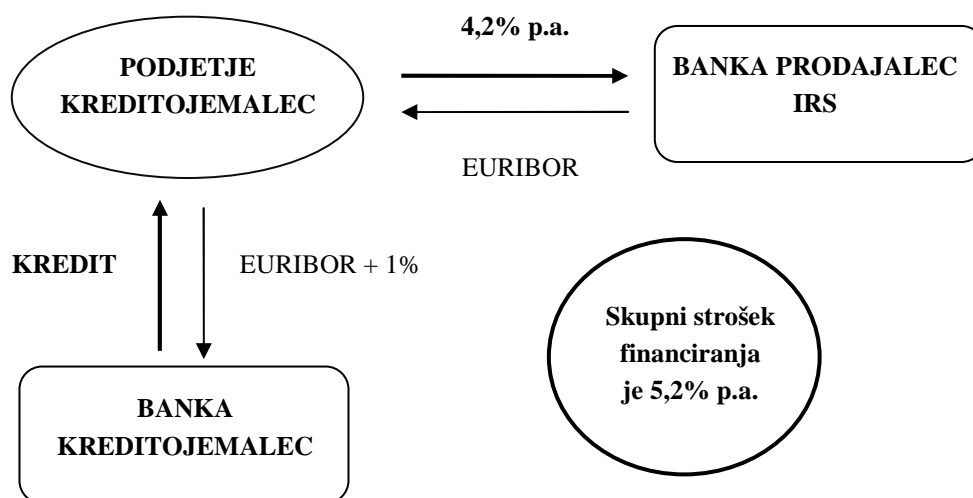 4,2% p.a.
PODJETJE
KREDITOJEMALEC
BANKA PRODAJALEC
IRS
EURIBOR
KREDIT
EURIBOR + 1%
Skupni strošek
financiranja
je 5,2% p.a.
BANKA
KREDITOJEMALEC